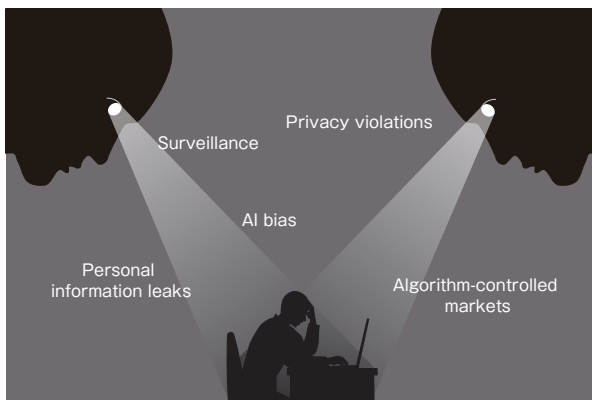 Privacy violations
Surveillance
AI bias
Personal
information leaks
Algorithm-controlled
markets